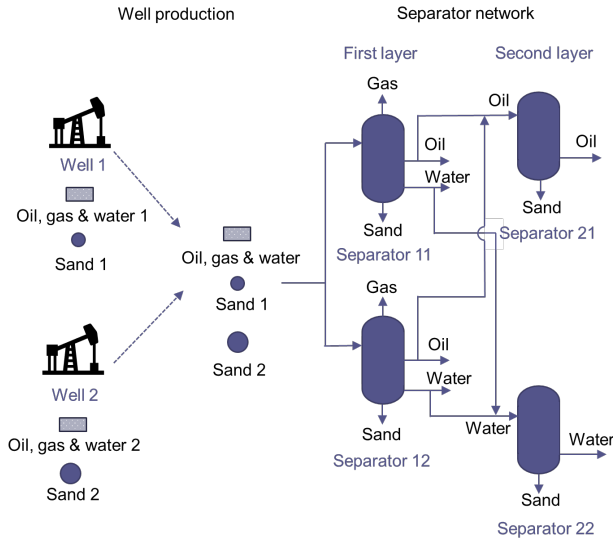 Well production
Separator network
First layer
Second layer
Gas
Oil
Oil
Oil
Water
Well 1
Sand
Sand
Oil, gas & water 1
Separator 11
Separator 21
Sand 1
Oil, gas & water
Sand 1
Gas
Sand 2
Oil
Water
Well 2
Sand
Water
Water
Oil, gas & water 2
Separator 12
Sand 2
Sand
Separator 22